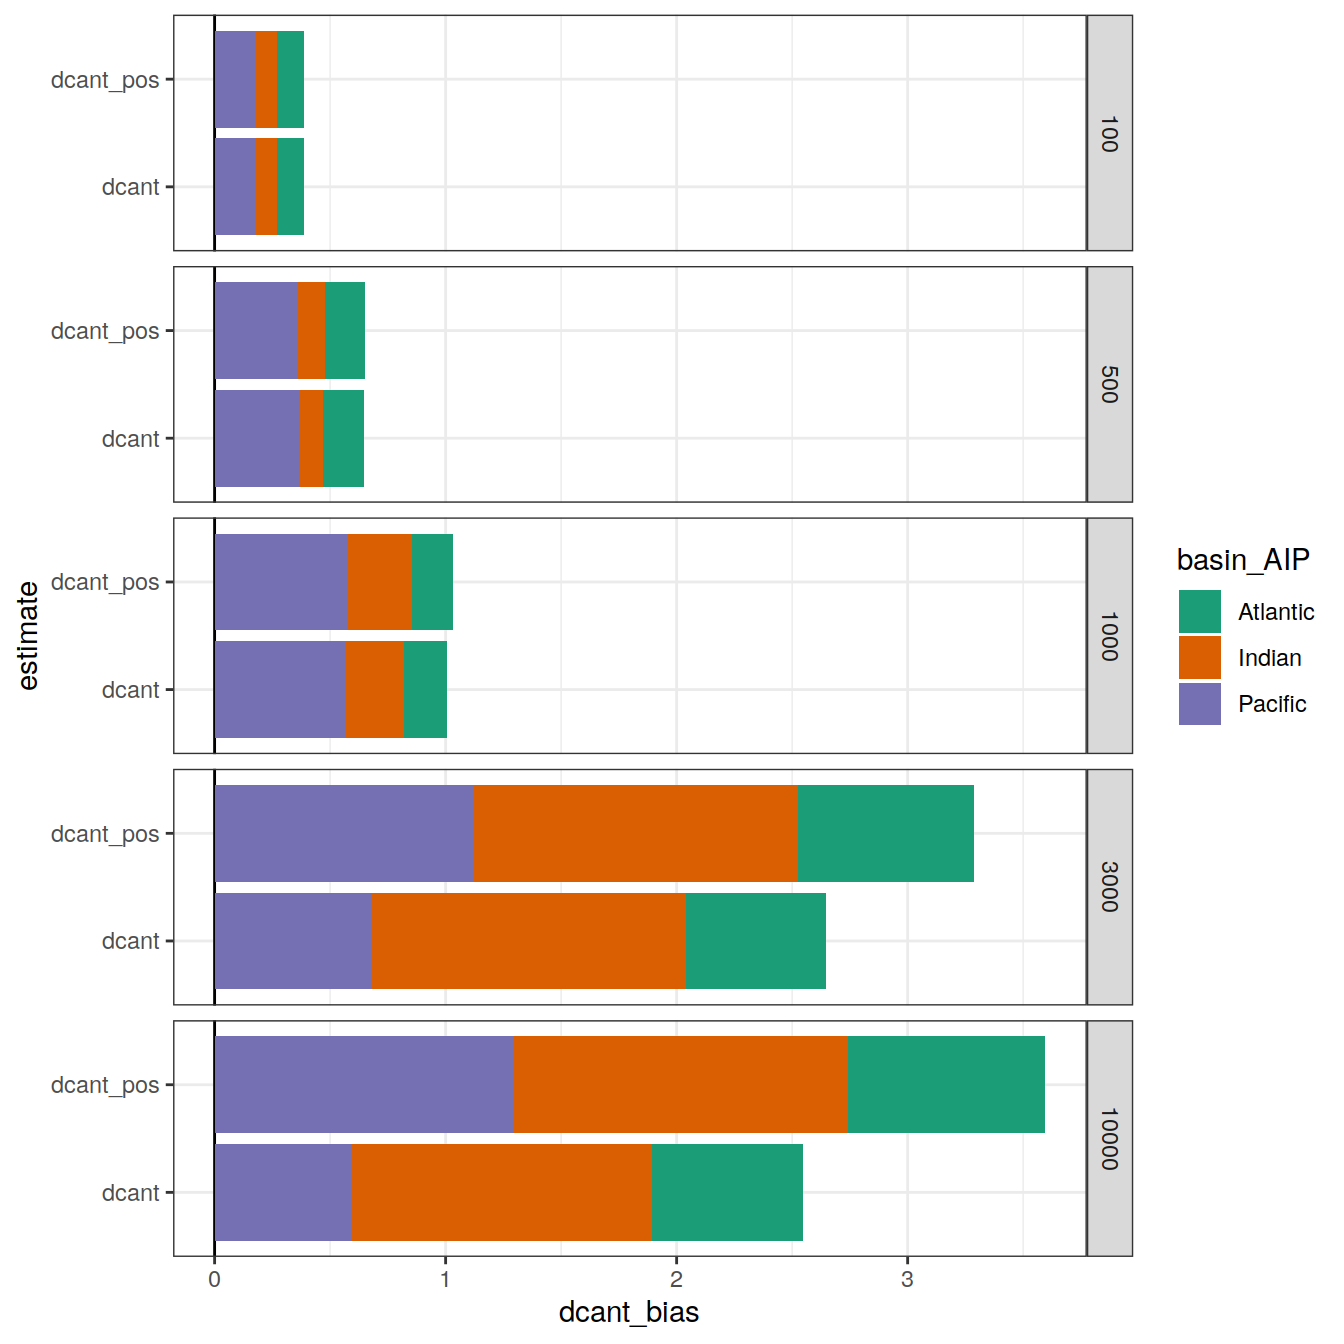 dcant_pos
dcant
100
dcant_pos
dcant
500
dcant_pos
dcant
1000
dcant_pos
dcant
3000
dcant_pos
dcant
10000
estimate
0 1 2 3
dcant_bias
basin_AIP
Atlantic
Indian
Pacific